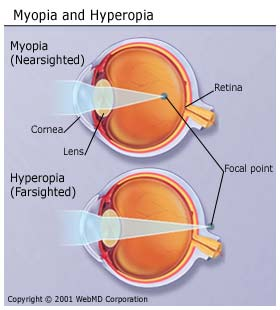 Myopia and Hyperopia
Myopia
(Nearsighted)
Retina
Cornea
Lens
Focal point
Hyperopia
(Farsighted)
Copyright © 2001 WebMD Corporation